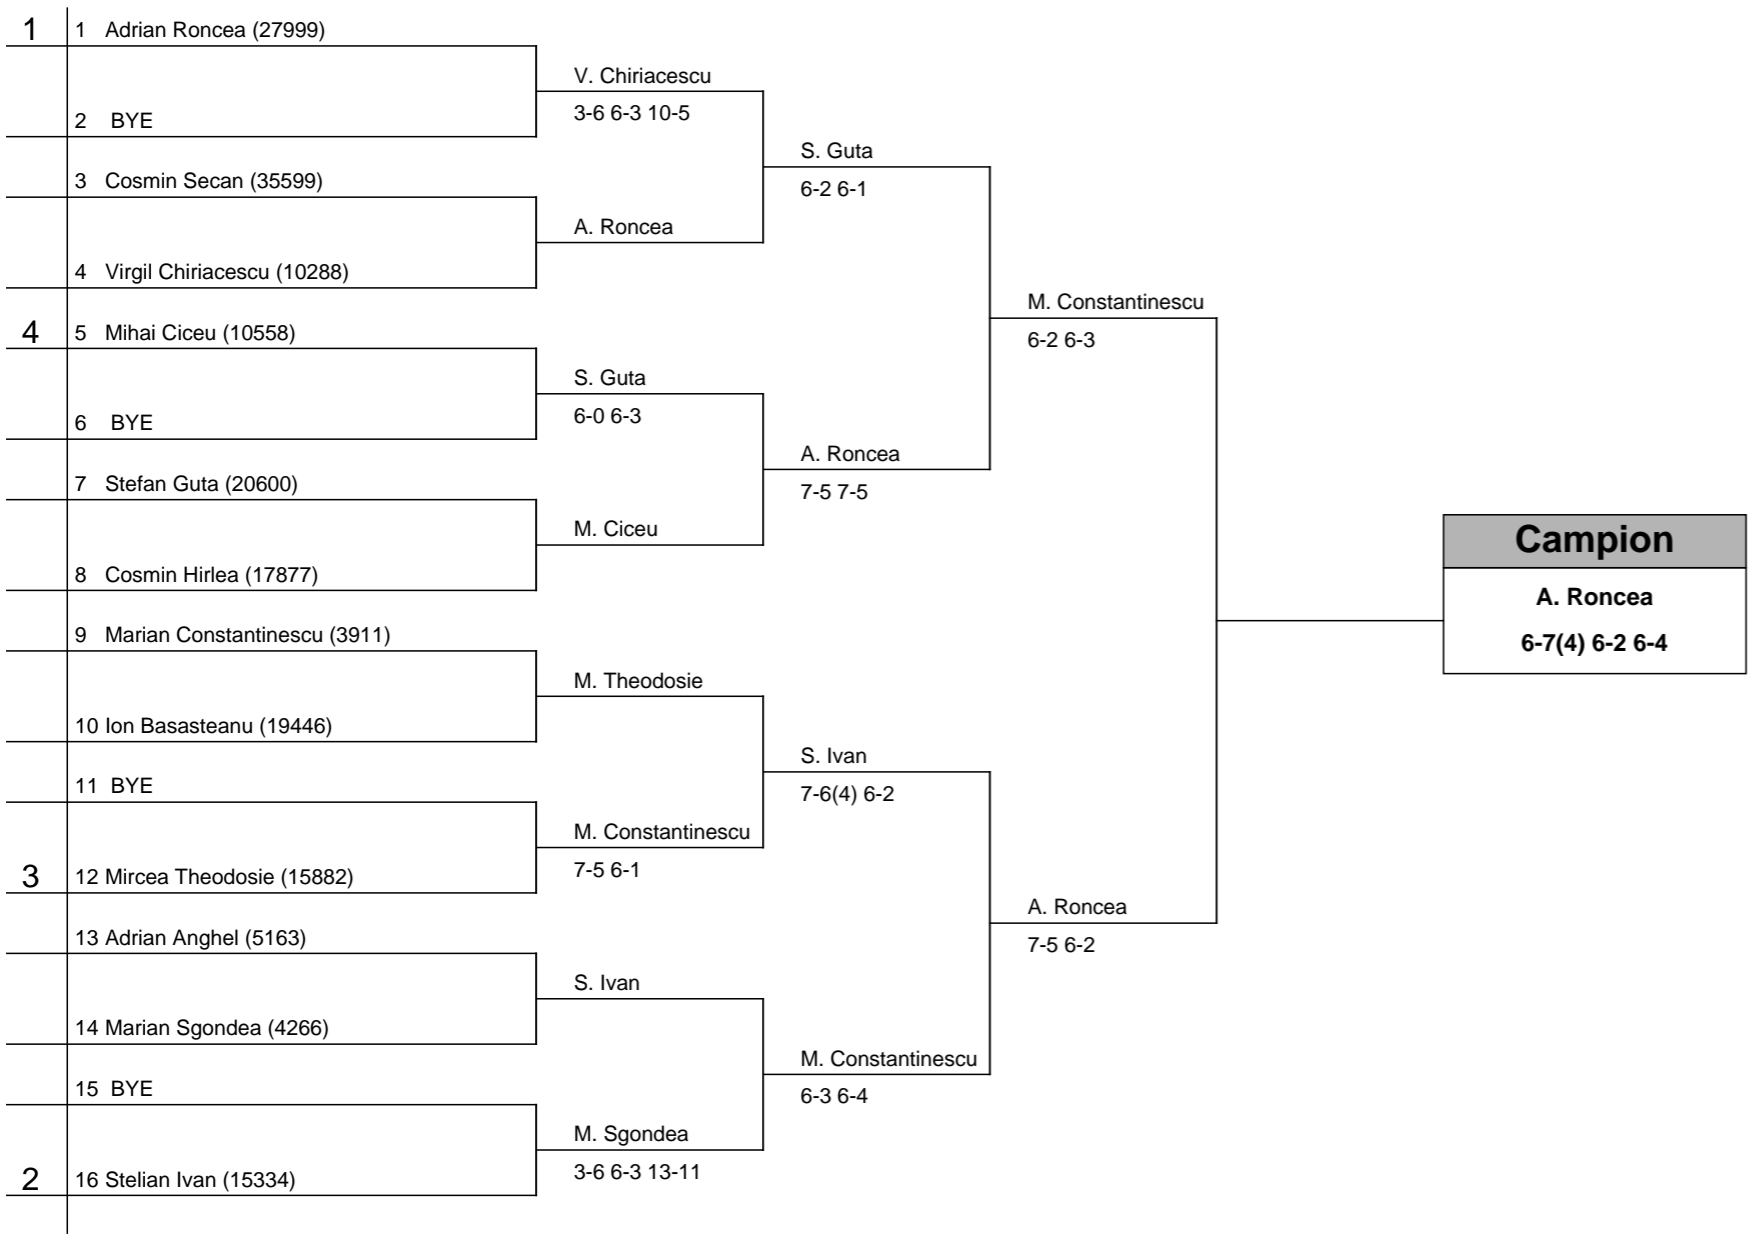 1 1 Adrian Roncea (27999)
V. Chiriacescu
2 BYE
3-6 6-3 10-5
S. Guta
3 Cosmin Secan (35599)
6-2 6-1
A. Roncea
4 Virgil Chiriacescu (10288)
M. Constantinescu
4 5 Mihai Ciceu (10558)
6-2 6-3
S. Guta
6 BYE
6-0 6-3
A. Roncea
7 Stefan Guta (20600)
7-5 7-5
M. Ciceu
Campion
8 Cosmin Hirlea (17877)
A. Roncea
9 Marian Constantinescu (3911)
6-7(4) 6-2 6-4
M. Theodosie
10 Ion Basasteanu (19446)
S. Ivan
11 BYE
7-6(4) 6-2
M. Constantinescu
3 12 Mircea Theodosie (15882)
7-5 6-1
A. Roncea
13 Adrian Anghel (5163)
7-5 6-2
S. Ivan
14 Marian Sgondea (4266)
M. Constantinescu
15 BYE
6-3 6-4
M. Sgondea
2 16 Stelian Ivan (15334)
3-6 6-3 13-11